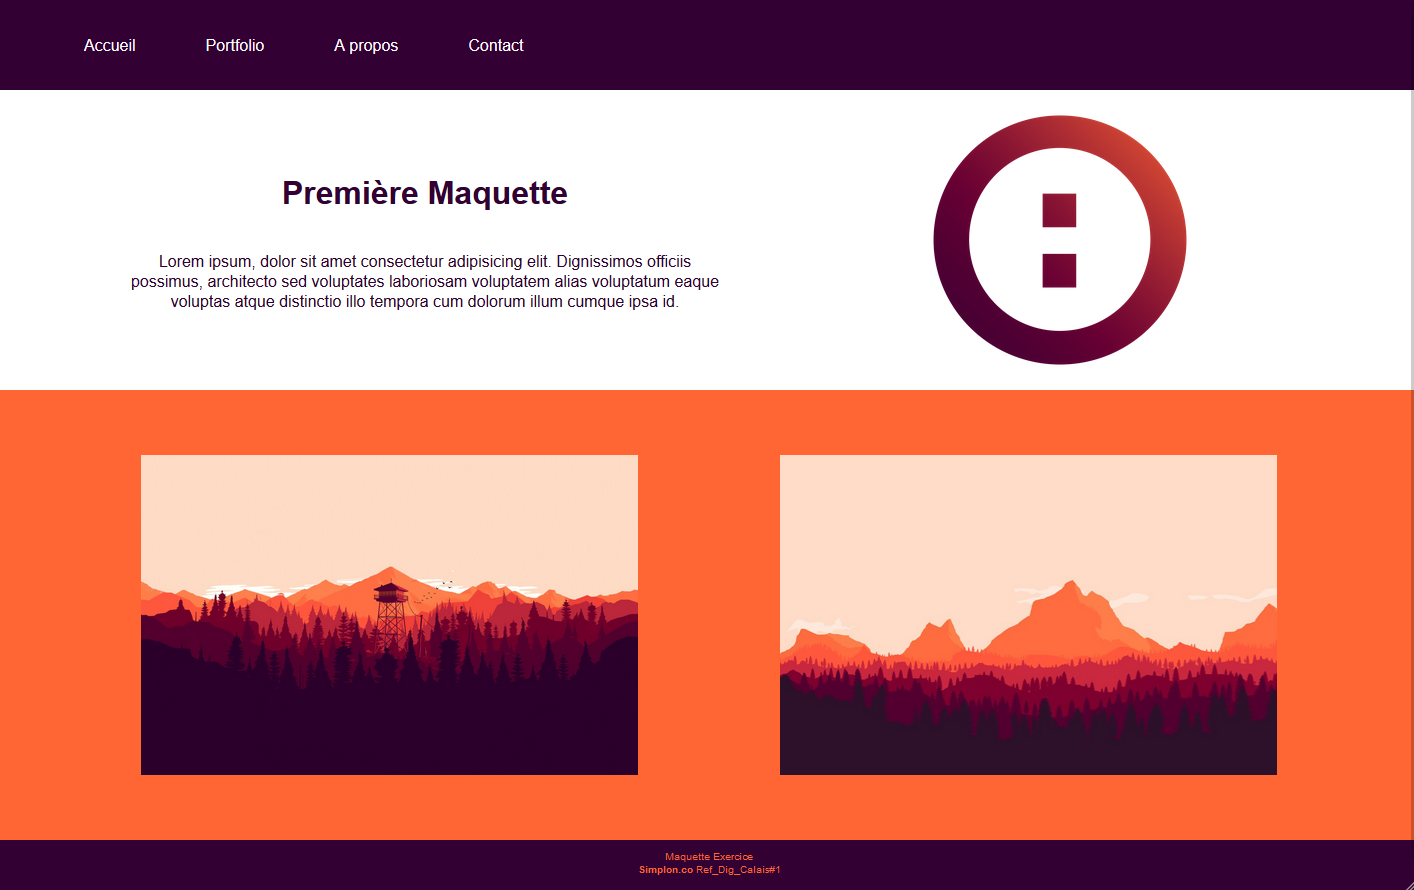 Accueil Portfolio A propos Contact
Première Maquette
Lorem ipsum, dolor sit amet consectetur adipisicing elit. Dignissimos officiis
possimus, architecto sed voluptates laboriosam voluptatem alias voluptatum eaque
voluptas atque distinctio illo tempora cum dolorum illum cumque ipsa id.
Maquette Exercice
Simplon.co Ref_Dig_Calais#1